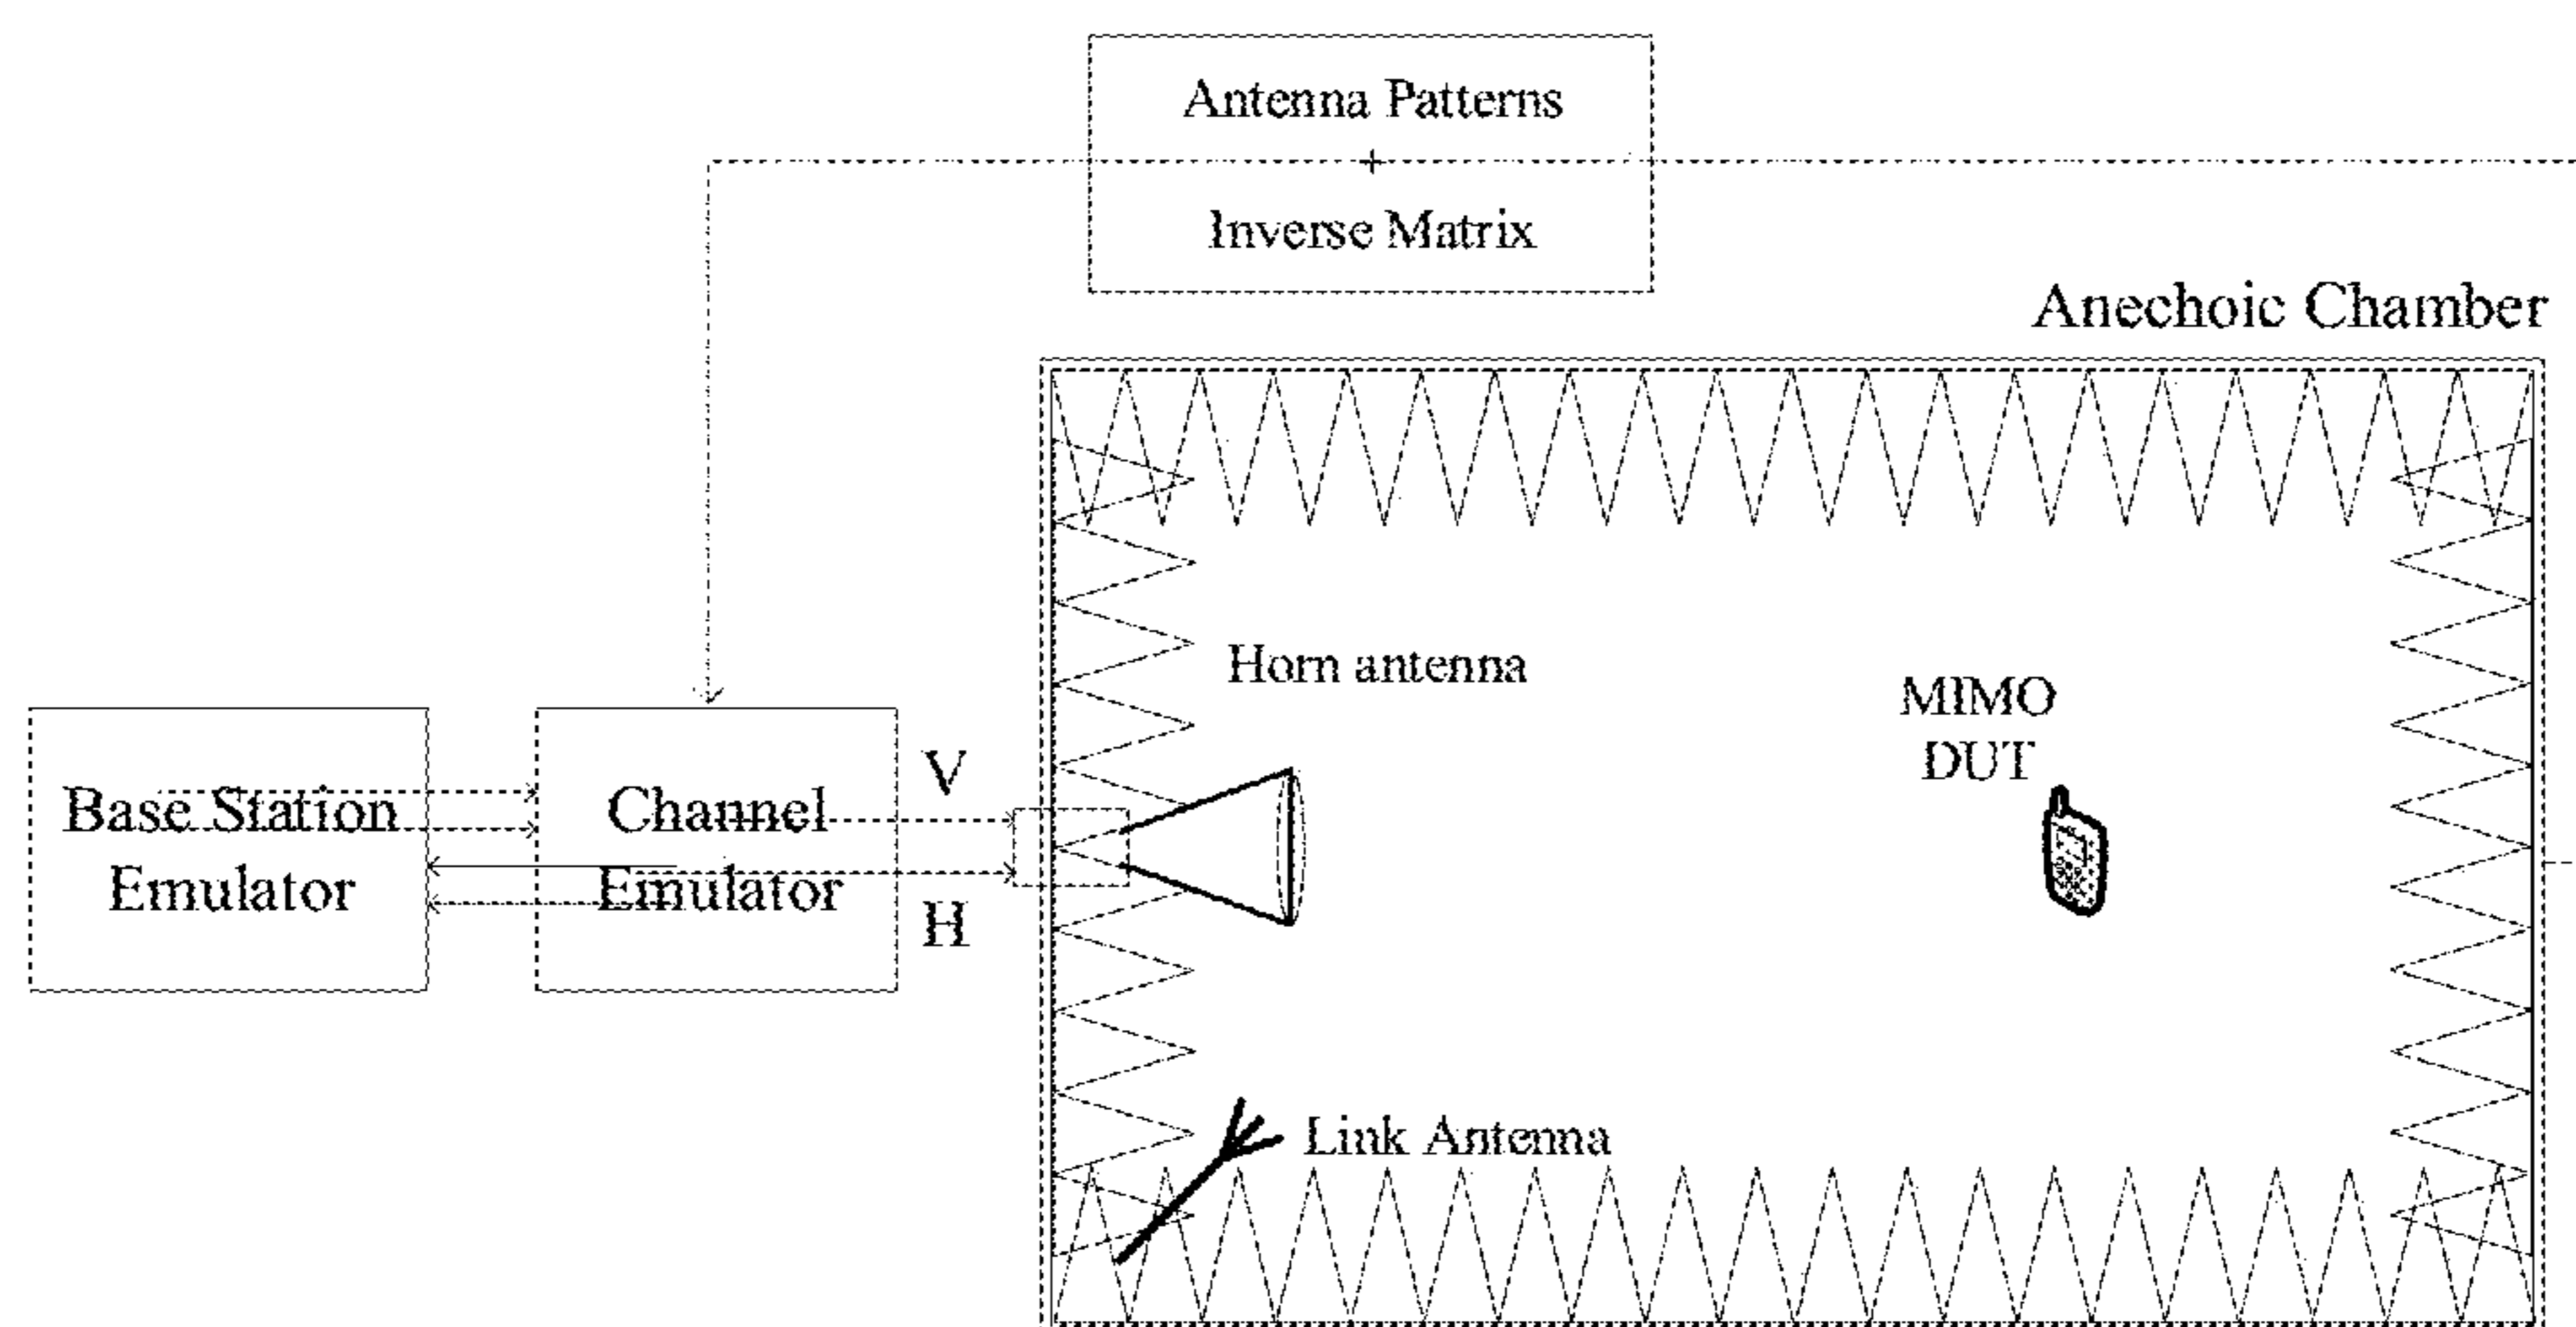 Antenna Patterns
+
Inverse Matrix
Anechoic Chamber
Horn antenna
MIMO
DUT
Base Station
Emulator
Channel
Emulator
V
H
Link Antenna